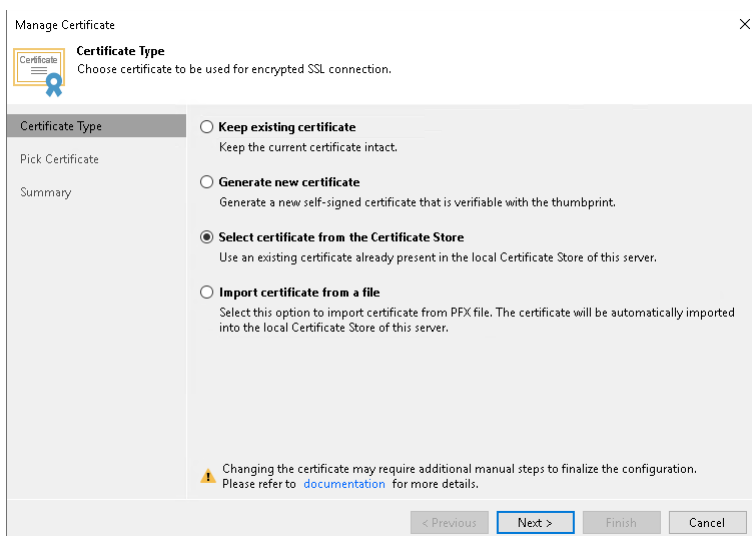 Manage Certificate
Certificate
Certificate Type
Choose certificate to be used for encrypted SSL connection.
Certificate Type
Pick Certificate
Summary
Keep existing certificate
Keep the current certificate intact.
Generate new certificate
Generate a new self-signed certificate that is verifiable with the thumbprint.
Select certificate from the Certificate Store
Use an existing certificate already present in the local Certificate Store of this server.
Import certificate from a file
Select this option to import certificate from PFX file. The certificate will be automatically imported
into the local Certificate Store of this server.
Changing the certificate may require additional manual steps to finalize the configuration.
Please refer to documentation for more details.
< Previous Next > Finish Cancel